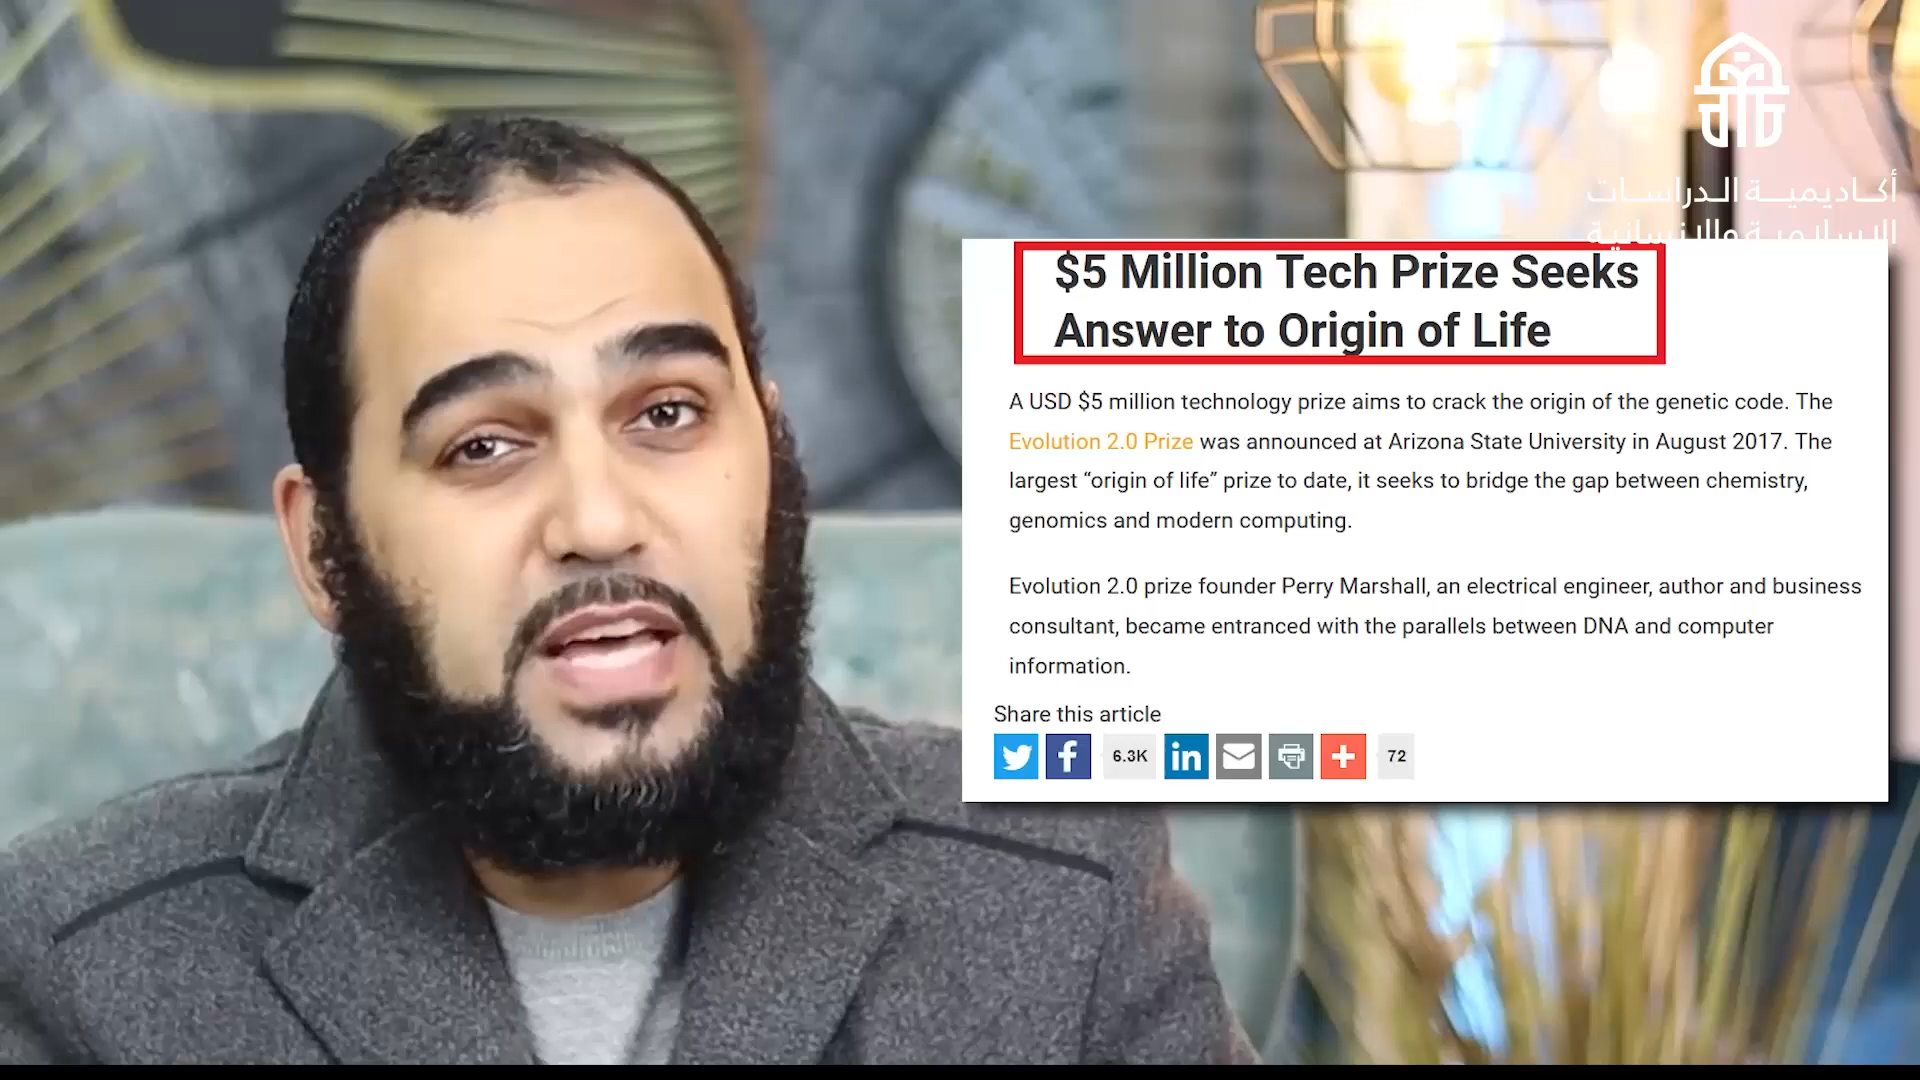 أكـاديميـــة الـدراســات
الإسلاميـة والإنسانية
$5 Million Tech Prize Seeks
Answer to Origin of Life
A USD $5 million technology prize aims to crack the origin of the genetic code. The
Evolution 2.0 Prize was announced at Arizona State University in August 2017. The
largest “origin of life” prize to date, it seeks to bridge the gap between chemistry,
genomics and modern computing.
Evolution 2.0 prize founder Perry Marshall, an electrical engineer, author and business
consultant, became entranced with the parallels between DNA and computer
information.
Share this article
6.3K
72